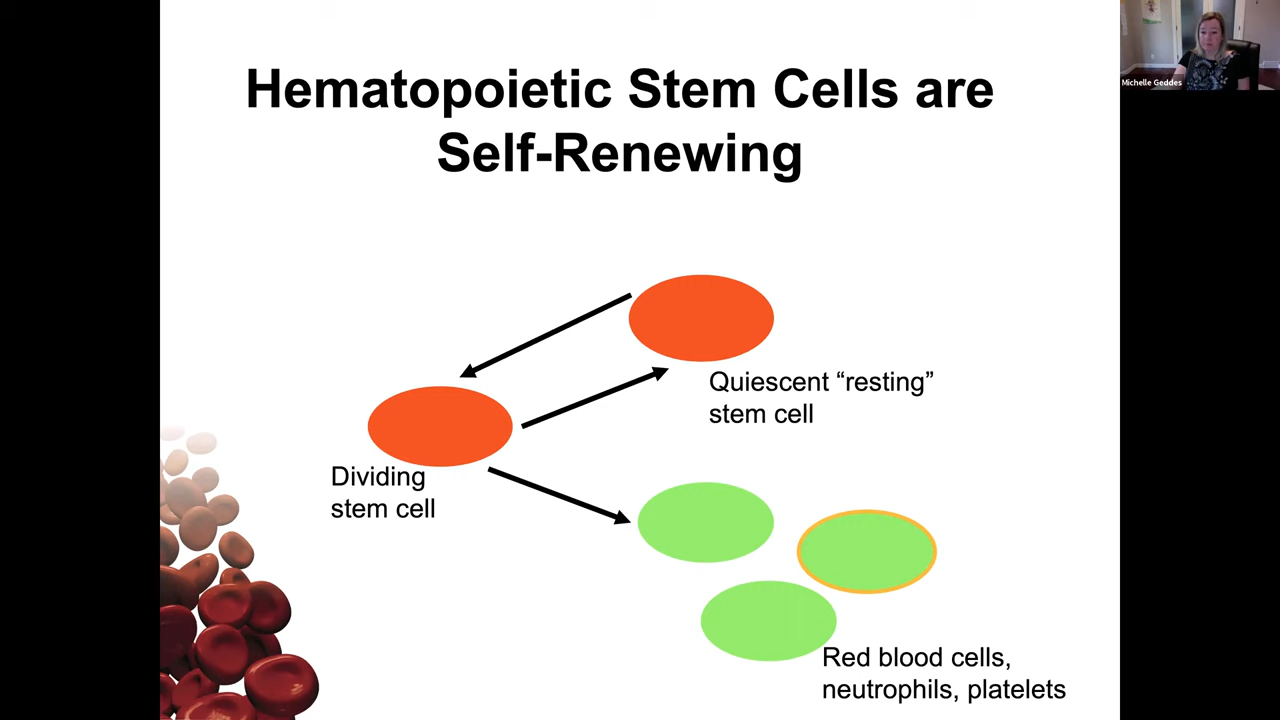 Hematopoietic Stem Cells are
Self-Renewing
Michelle Geddes
Quiescent “resting”
stem cell
Dividing
stem cell
Red blood cells,
neutrophils, platelets